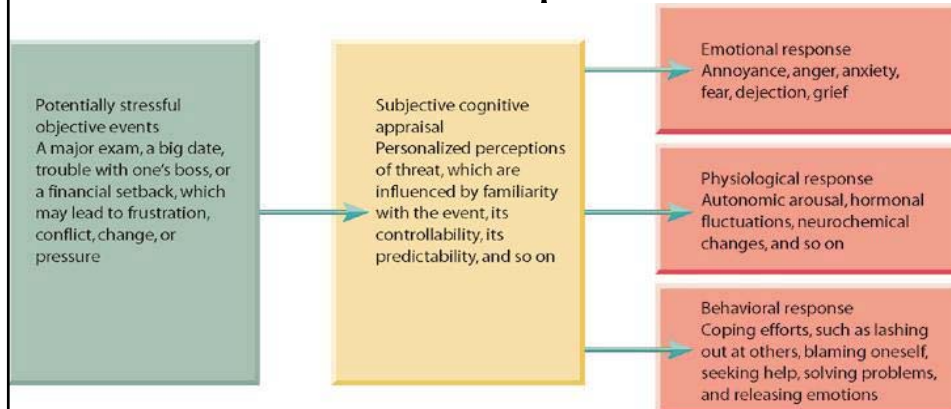 Potentially stressful
objective events
A major exam, a big date,
trouble with one's boss, or
a financial setback, which
may lead to frustration,
conflict, change, or
pressure
Subjective cognitive
appraisal
Personalized perceptions
of threat, which are
influenced by familiarity
with the event, its
controllability, its
predictability, and so on
Emotional response
Annoyance, anger, anxiety,
fear, dejection, grief
Physiological response
Autonomic arousal, hormonal
fluctuations, neurochemical
changes, and so on
Behavioral response
Coping efforts, such as lashing
out at others, blaming oneself,
seeking help, solving problems,
and releasing emotions